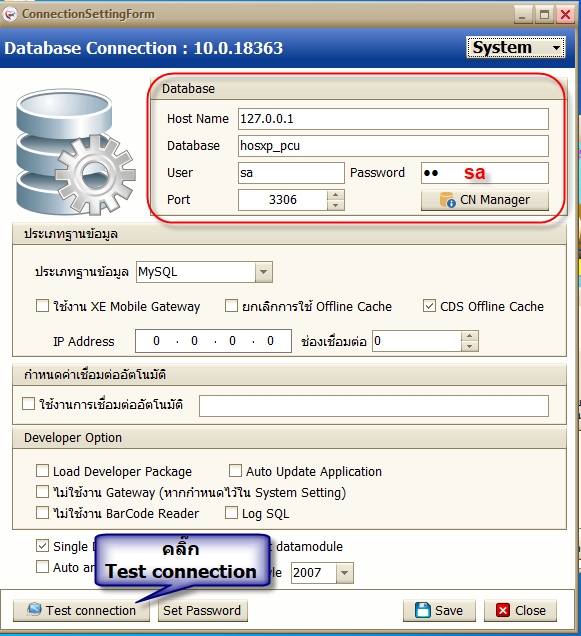 ConnectionSettingForm
Database Connection : 10.0.18363
System
Database
Host Name 127.0.0.1
Database hosxp_pcu
User sa Password •• sa
Port 3306 CN Manager
ประเภทฐานข้อมูล
ประเภทฐานข้อมูล MySQL
ใช้งาน XE Mobile Gateway ยกเลิกการใช้ Offline Cache CDS Offline Cache
IP Address 0 . 0 . 0 . 0 ช่องเชื่อมต่อ 0
กำหนดค่าเชื่อมต่ออัตโนมัติ
ใช้งานการเชื่อมต่ออัตโนมัติ
Developer Option
Load Developer Package Auto Update Application
ไม่ใช้งาน Gateway (หากกำหนดไว้ใน System Setting)
ไม่ใช้งาน BarCode Reader Log SQL
Single datamodule
คลิ๊ก
Test connection
Auto 2007
Test connection Set Password Save Close